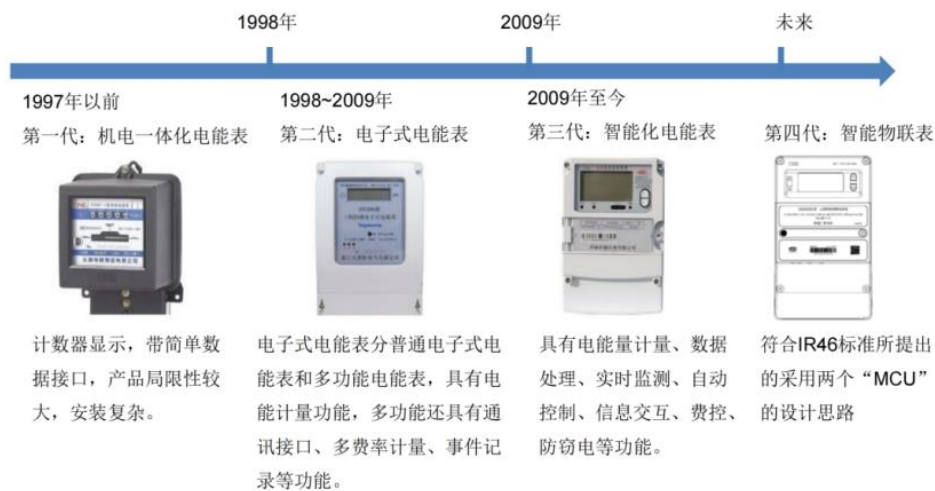 1998年
2009年
未来
1997年以前
第一代：机电一体化电能表
1998~2009年
第二代：电子式电能表
2009年至今
第三代：智能化电能表
第四代：智能物联表
计数器显示，带简单数
据接口，产品局限性较
大，安装复杂。
电子式电能表分普通电子式电
能表和多功能电能表，具有电
能计量功能，多功能还具有通
讯接口、多费率计量、事件记
录等功能。
具有电能量计量、数据
处理、实时监测、自动
控制、信息交互、费控、
防窃电等功能。
符合IR46标准所提出
的采用两个“MCU”
的设计思路